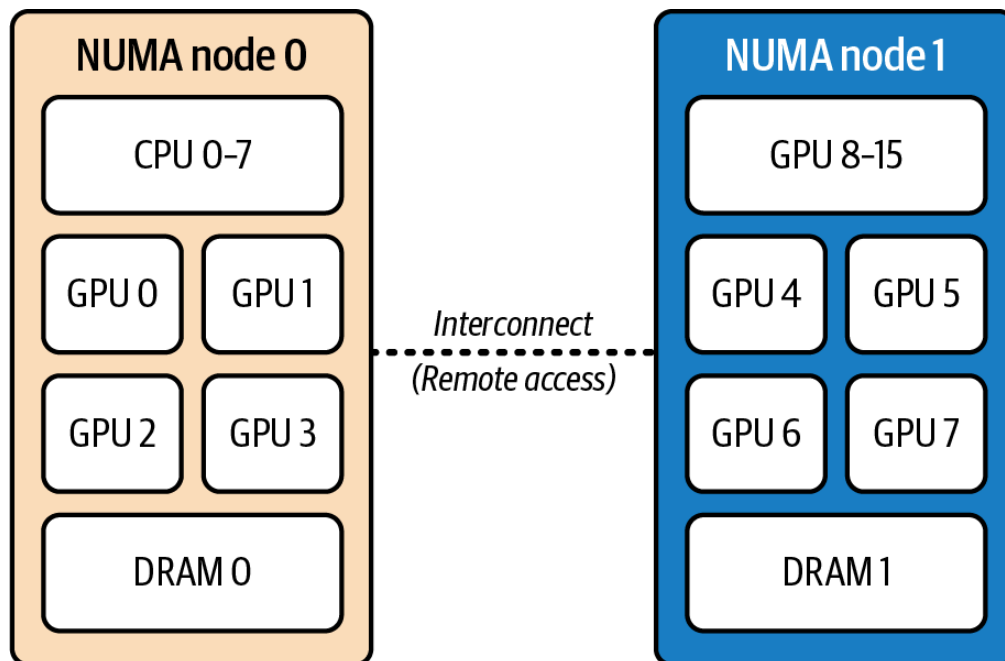 NUMA node 0
CPU 0–7
GPU 0
GPU 1
GPU 2
GPU 3
DRAM 0
Interconnect
(Remote access)
NUMA node 1
GPU 8–15
GPU 4
GPU 5
GPU 6
GPU 7
DRAM 1